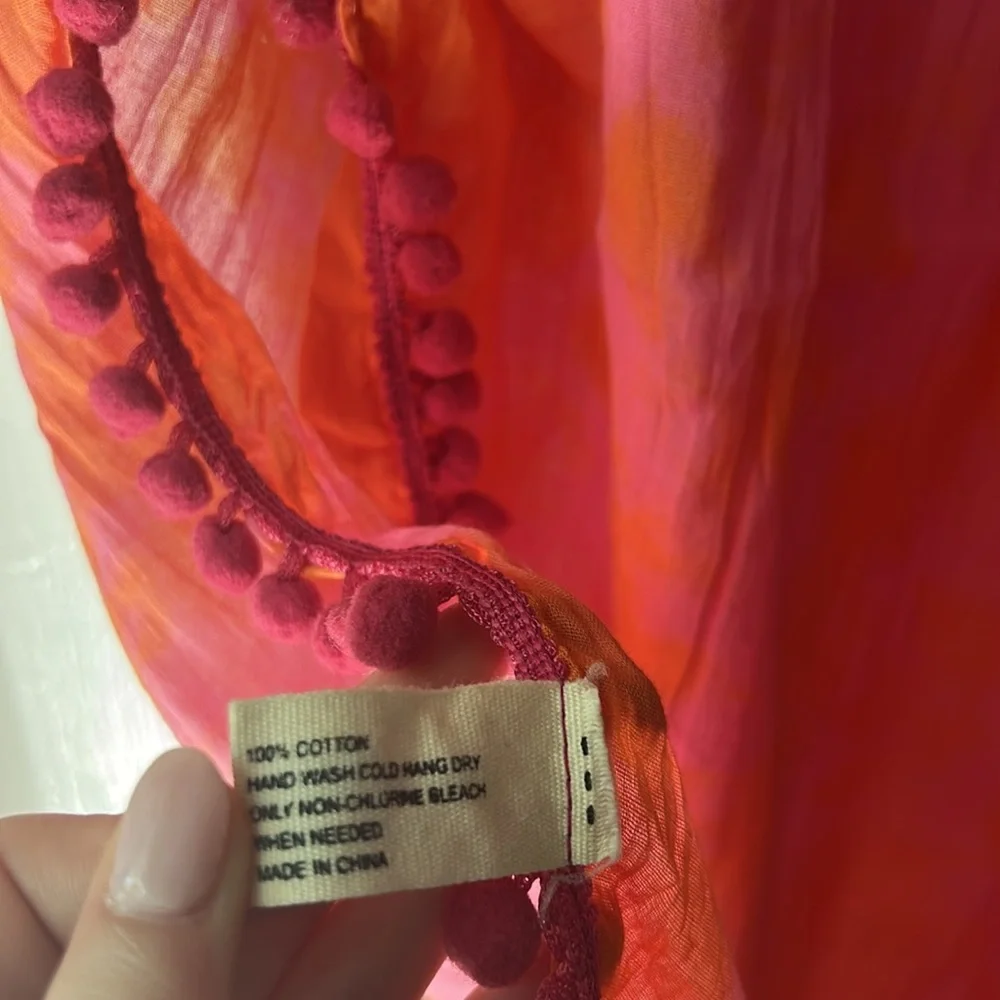 100% COTTON
HAND WASH COLD HANG DRY
ONLY NON-CHLORINE BLEACH
WHEN NEEDED
MADE IN CHINA